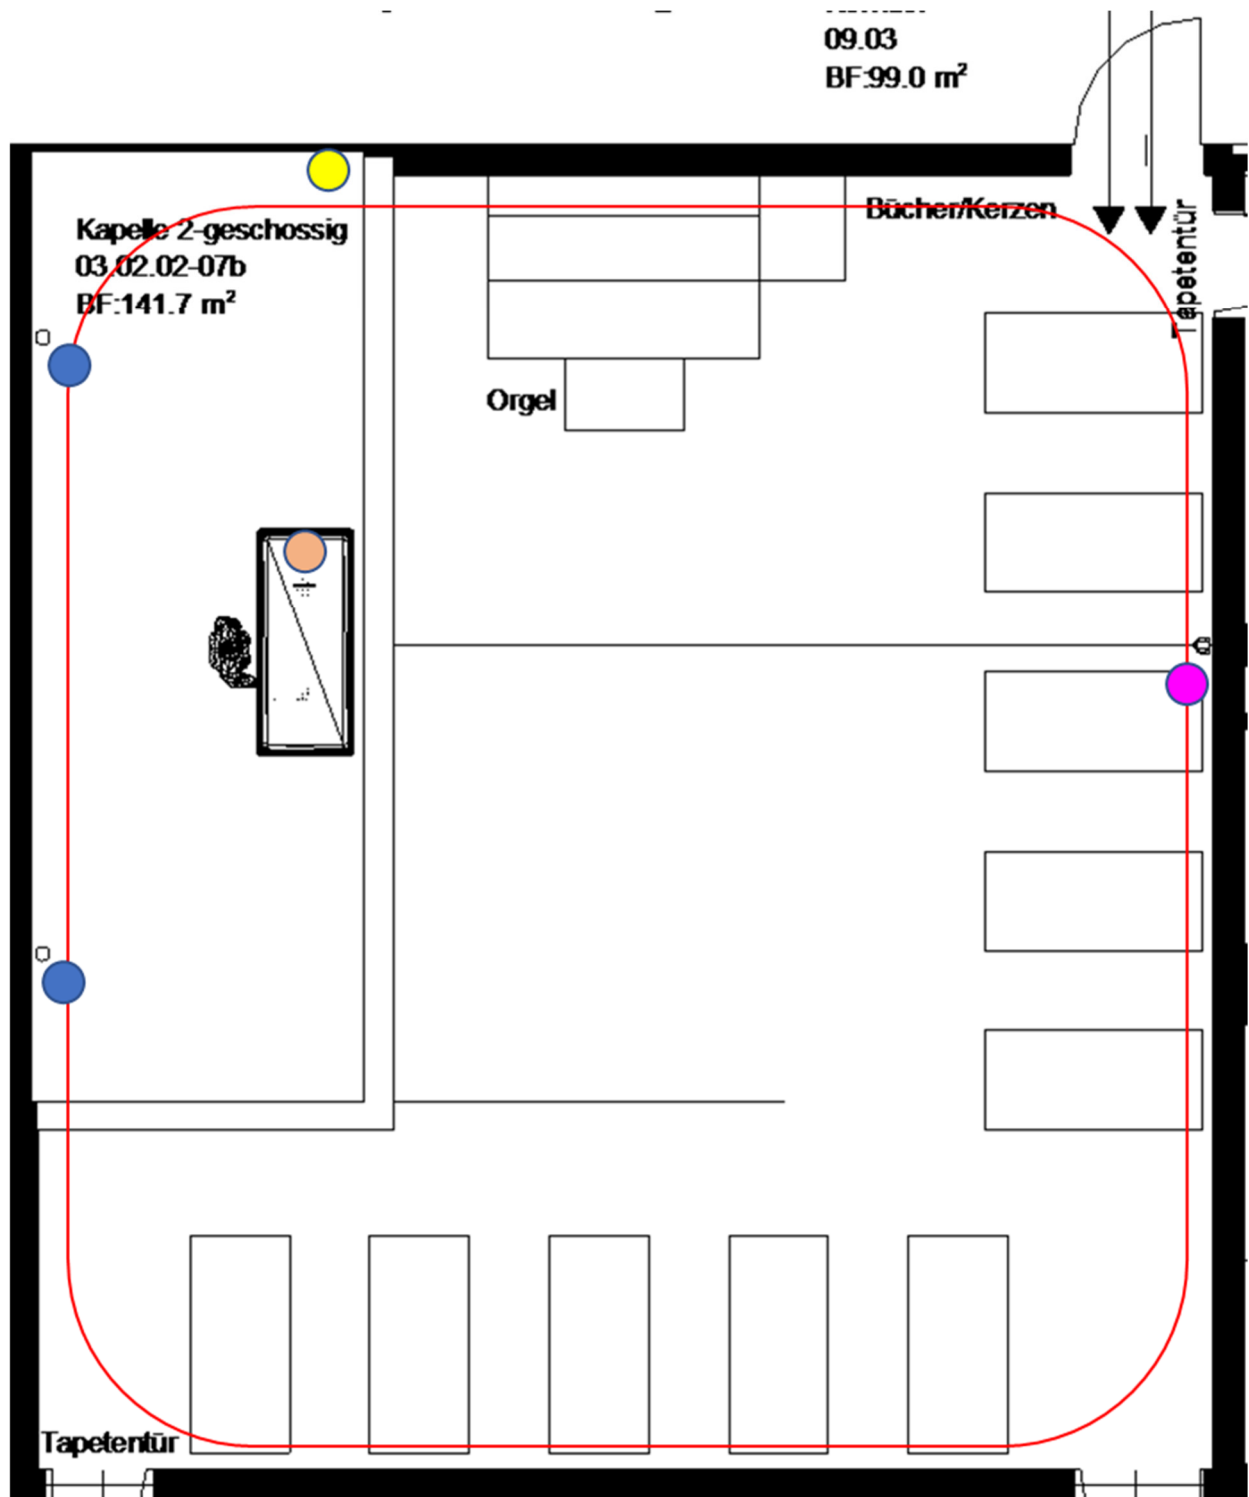 09.03
BF:99.0 m²
Bücher/Kerzen
Tapetentür
Kapelle 2-geschossig
03.02.02-07b
BF:141.7 m²
Orgel
Tapetentür